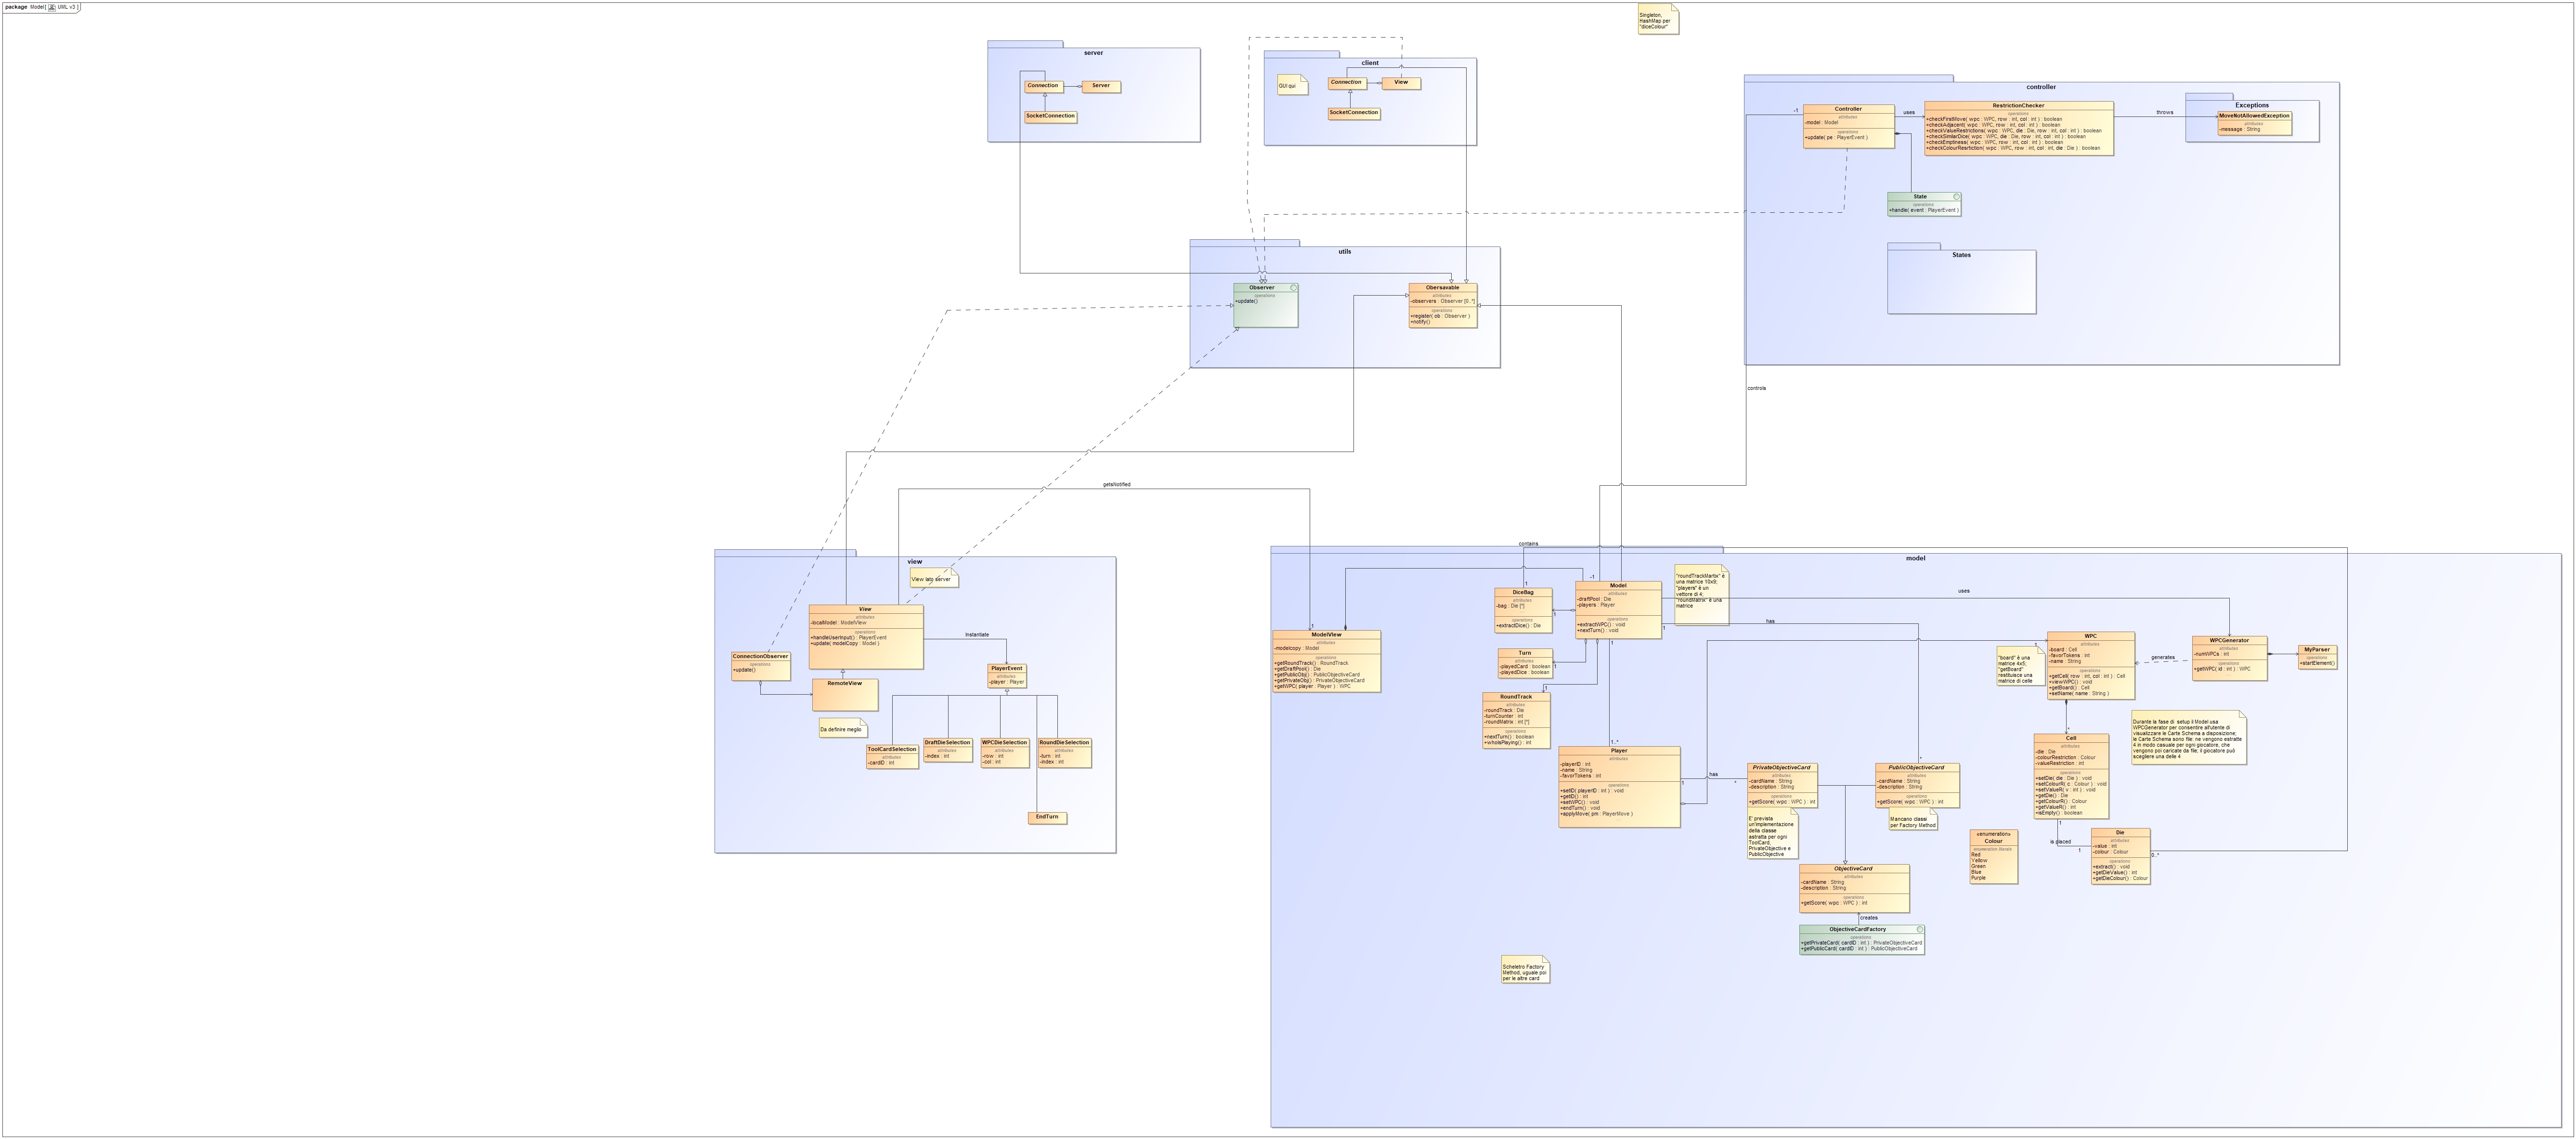 package Model[ UML v3 ]
Singleton,
HashMap per
"diceColour"
server
Connection
Server
SocketConnection
client
GUI qui
Connection
View
SocketConnection
controller
Controller
attributes
-model : Model
operations
+update( pe : PlayerEvent )
-1
uses
RestrictionChecker
operations
+checkFirstMove( wpc : WPC, row : int, col : int ) : boolean
+checkAdjacent( wpc : WPC, row : int, col : int ) : boolean
+checkValueRestrictions( wpc : WPC, die : Die, row : int, col : int ) : boolean
+checkSimilarDice( wpc : WPC, die : Die, row : int, col : int ) : boolean
+checkEmptiness( wpc : WPC, row : int, col : int ) : boolean
+checkColourResrtiction( wpc : WPC, row : int, col : int, die : Die ) : boolean
throws
Exceptions
MoveNotAllowedException
attributes
-message : String
State
operations
+handle( event : PlayerEvent )
States
controls
utils
Observer
operations
+update()
Obersavable
attributes
-observers : Observer [0..*]
operations
+register( ob : Observer )
+notify()
getsNotified
view
View lato server
View
attributes
-localModel : ModelView
operations
+handleUserInput() : PlayerEvent
+update( modelCopy : Model )
Instantiate
ConnectionObserver
operations
+update()
RemoteView
Da definire meglio
PlayerEvent
attributes
-player : Player
ToolCardSelection
attributes
-cardID : int
DraftDieSelection
attributes
-index : int
WPCDieSelection
attributes
-row : int
-col : int
RoundDieSelection
attributes
-turn : int
-index : int
EndTurn
model
contains
ModelView
attributes
-modelcopy : Model
operations
+getRoundTrack() : RoundTrack
+getDraftPool() : Die
+getPublicObj() : PublicObjectiveCard
+getPrivateObj() : PrivateObjectiveCard
+getWPC( player : Player ) : WPC
1
DiceBag
attributes
-bag : Die [*]
operations
+extractDice() : Die
1
1
Model
attributes
-draftPool : Die
-players : Player
operations
+extractWPC() : void
+nextTurn() : void
-1
"roundTrackMartix" è
una matrice 10x9;
"players" è un
vettore di 4;
"roundMatrix" è una
matrice
Turn
attributes
-playedCard : boolean
-playedDice : boolean
1
RoundTrack
attributes
-roundTrack : Die
-turnCounter : int
-roundMatrix : int [*]
operations
+nextTurn() : boolean
+whoIsPlaying() : int
1
1
1..*
Player
attributes
-playerID : int
-name : String
-favorTokens : int
operations
+setID( playerID : int ) : void
+getID() : int
+setWPC() : void
+endTurn() : void
+applyMove( pm : PlayerMove )
1
has
*
uses
has
1
*
PrivateObjectiveCard
attributes
-cardName : String
-description : String
operations
+getScore( wpc : WPC ) : int
E' prevista
un'implementazione
della classe
astratta per ogni
ToolCard,
PrivateObjective e
PublicObjective
PublicObjectiveCard
attributes
-cardName : String
-description : String
operations
+getScore( wpc : WPC ) : int
Mancano classi
per Factory Method
ObjectiveCard
attributes
-cardName : String
-description : String
operations
+getScore( wpc : WPC ) : int
creates
ObjectiveCardFactory
operations
+getPrivateCard( cardID : int ) : PrivateObjectiveCard
+getPublicCard( cardID : int ) : PublicObjectiveCard
Scheletro Factory
Method, uguale poi
per le altre card
"board" è una
matrice 4x5;
"getBoard"
restituisce una
matrice di celle
1
WPC
attributes
-board : Cell
-favorTokens : int
-name : String
operations
+getCell( row : int, col : int ) : Cell
+viewWPC() : void
+getBoard() : Cell
+setName( name : String )
generates
WPCGenerator
attributes
-numWPCs : int
operations
+getWPC( id : int ) : WPC
MyParser
operations
+startElement()
Durante la fase di setup il Model usa
WPCGenerator per consentire all'utente di
visualizzare le Carte Schema a disposizione;
le Carte Schema sono file: ne vengono estratte
4 in modo casuale per ogni giocatore, che
vengono poi caricate da file; il giocatore può
scegliere una delle 4
*
Cell
attributes
-die : Die
-colourRestriction : Colour
-valueRestriction : int
operations
+setDie( die : Die ) : void
+setColourR( c : Colour ) : void
+setValueR( v : int ) : void
+getDie() : Die
+getColourR() : Colour
+getValueR() : int
+isEmpty() : boolean
1
is placed
1
«enumeration»
Colour
enumeration literals
Red
Yellow
Green
Blue
Purple
Die
attributes
-value : int
-colour : Colour
operations
+extract() : void
+getDieValue() : int
+getDieColour() : Colour
0..*